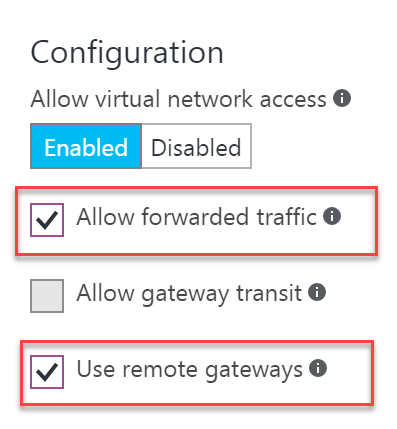 Configuration
Allow virtual network access
Enabled Disabled
Allow forwarded traffic
Allow gateway transit
Use remote gateways